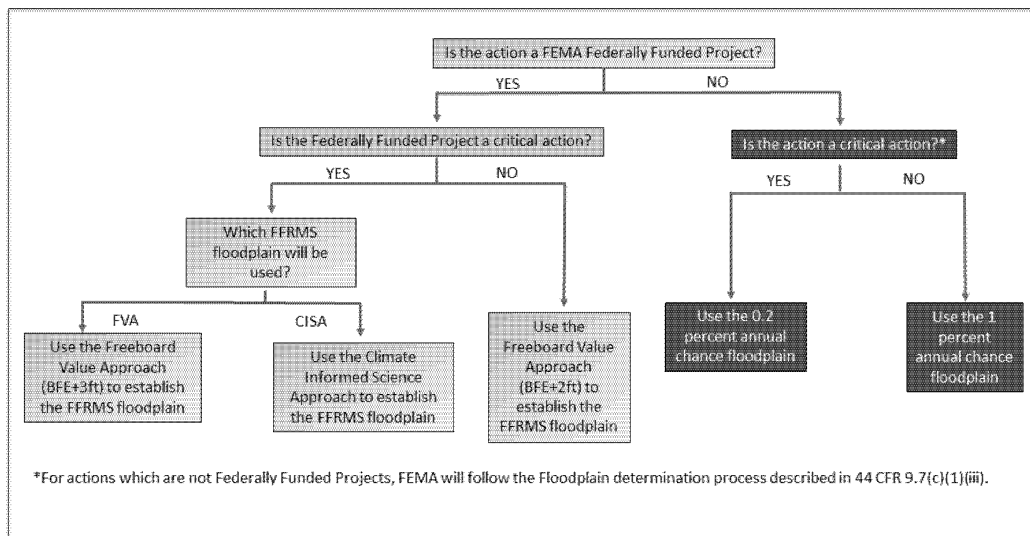 Is the action a FEMA Federally Funded Project?
YES
NO
Is the Federally Funded Project a critical action?
Is the action a critical action?*
YES
NO
YES
NO
Which FFRMS
floodplain will be
used?
FVA
CISA
Use the Freeboard
Value Approach
(BFE+3ft) to establish
the FFRMS floodplain
Use the Climate
Informed Science
Approach to establish
the FFRMS floodplain
Use the
Freeboard Value
Approach
(BFE+2ft) to
establish the
FFRMS floodplain
Use the 0.2
percent annual
chance floodplain
Use the 1
percent
annual chance
floodplain
*For actions which are not Federally Funded Projects, FEMA will follow the Floodplain determination process described in 44 CFR 9.7(c)(1)(iii).